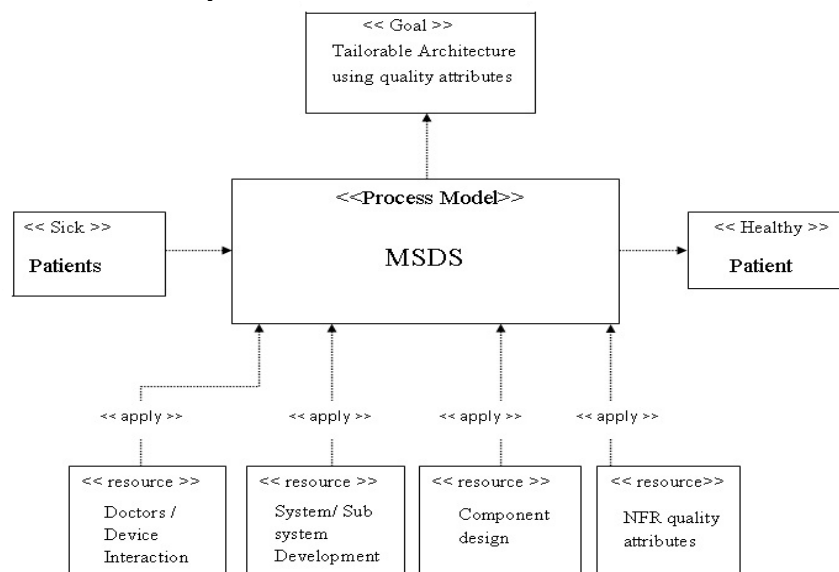 << Goal >>
Tailorable Architecture
using quality attributes
<<Process Model>>
MSDS
<< Sick >>
Patients
<< Healthy >>
Patient
<< apply >>
<< apply >>
<< apply >>
<< apply >>
<< resource >>
Doctors /
Device
Interaction
<< resource >>
System/ Sub
system
Development
<< resource >>
Component
design
<< resource>>
NFR quality
attributes